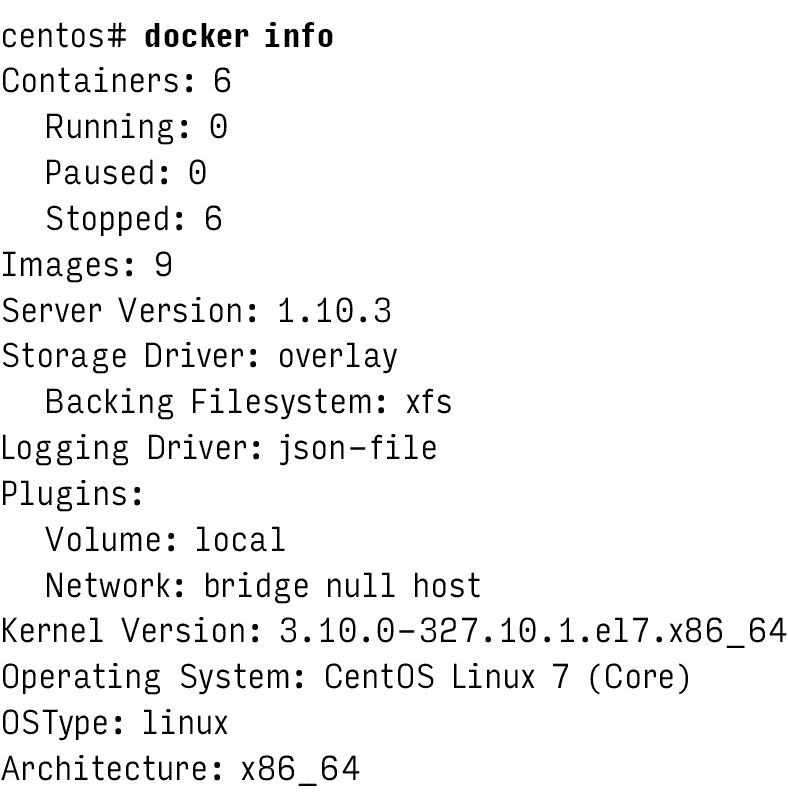 centos# docker info
Containers: 6
Running: 0
Paused: 0
Stopped: 6
Images: 9
Server Version: 1.10.3
Storage Driver: overlay
Backing Filesystem: xfs
Logging Driver: json-file
Plugins:
Volume: local
Network: bridge null host
Kernel Version: 3.10.0-327.10.1.el7.x86_64
Operating System: CentOS Linux 7 (Core)
OSType: linux
Architecture: x86_64